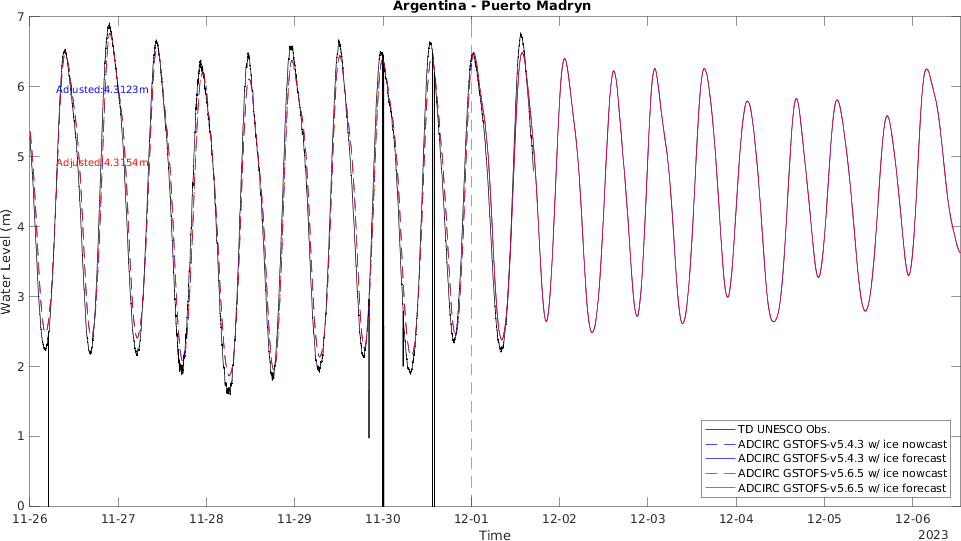 Argentina - Puerto Madryn
7
6
5
4
3
2
1
0
Water Level (m)
Adjusted:4.3123m
Adjusted:4.3154m
TD UNESCO Obs.
ADCIRC GSTOFS-v5.4.3 w/ ice nowcast
ADCIRC GSTOFS-v5.4.3 w/ ice forecast
ADCIRC GSTOFS-v5.6.5 w/ ice nowcast
ADCIRC GSTOFS-v5.6.5 w/ ice forecast
11-26 11-27 11-28 11-29 11-30 12-01 12-02 12-03 12-04 12-05 12-06
Time
2023